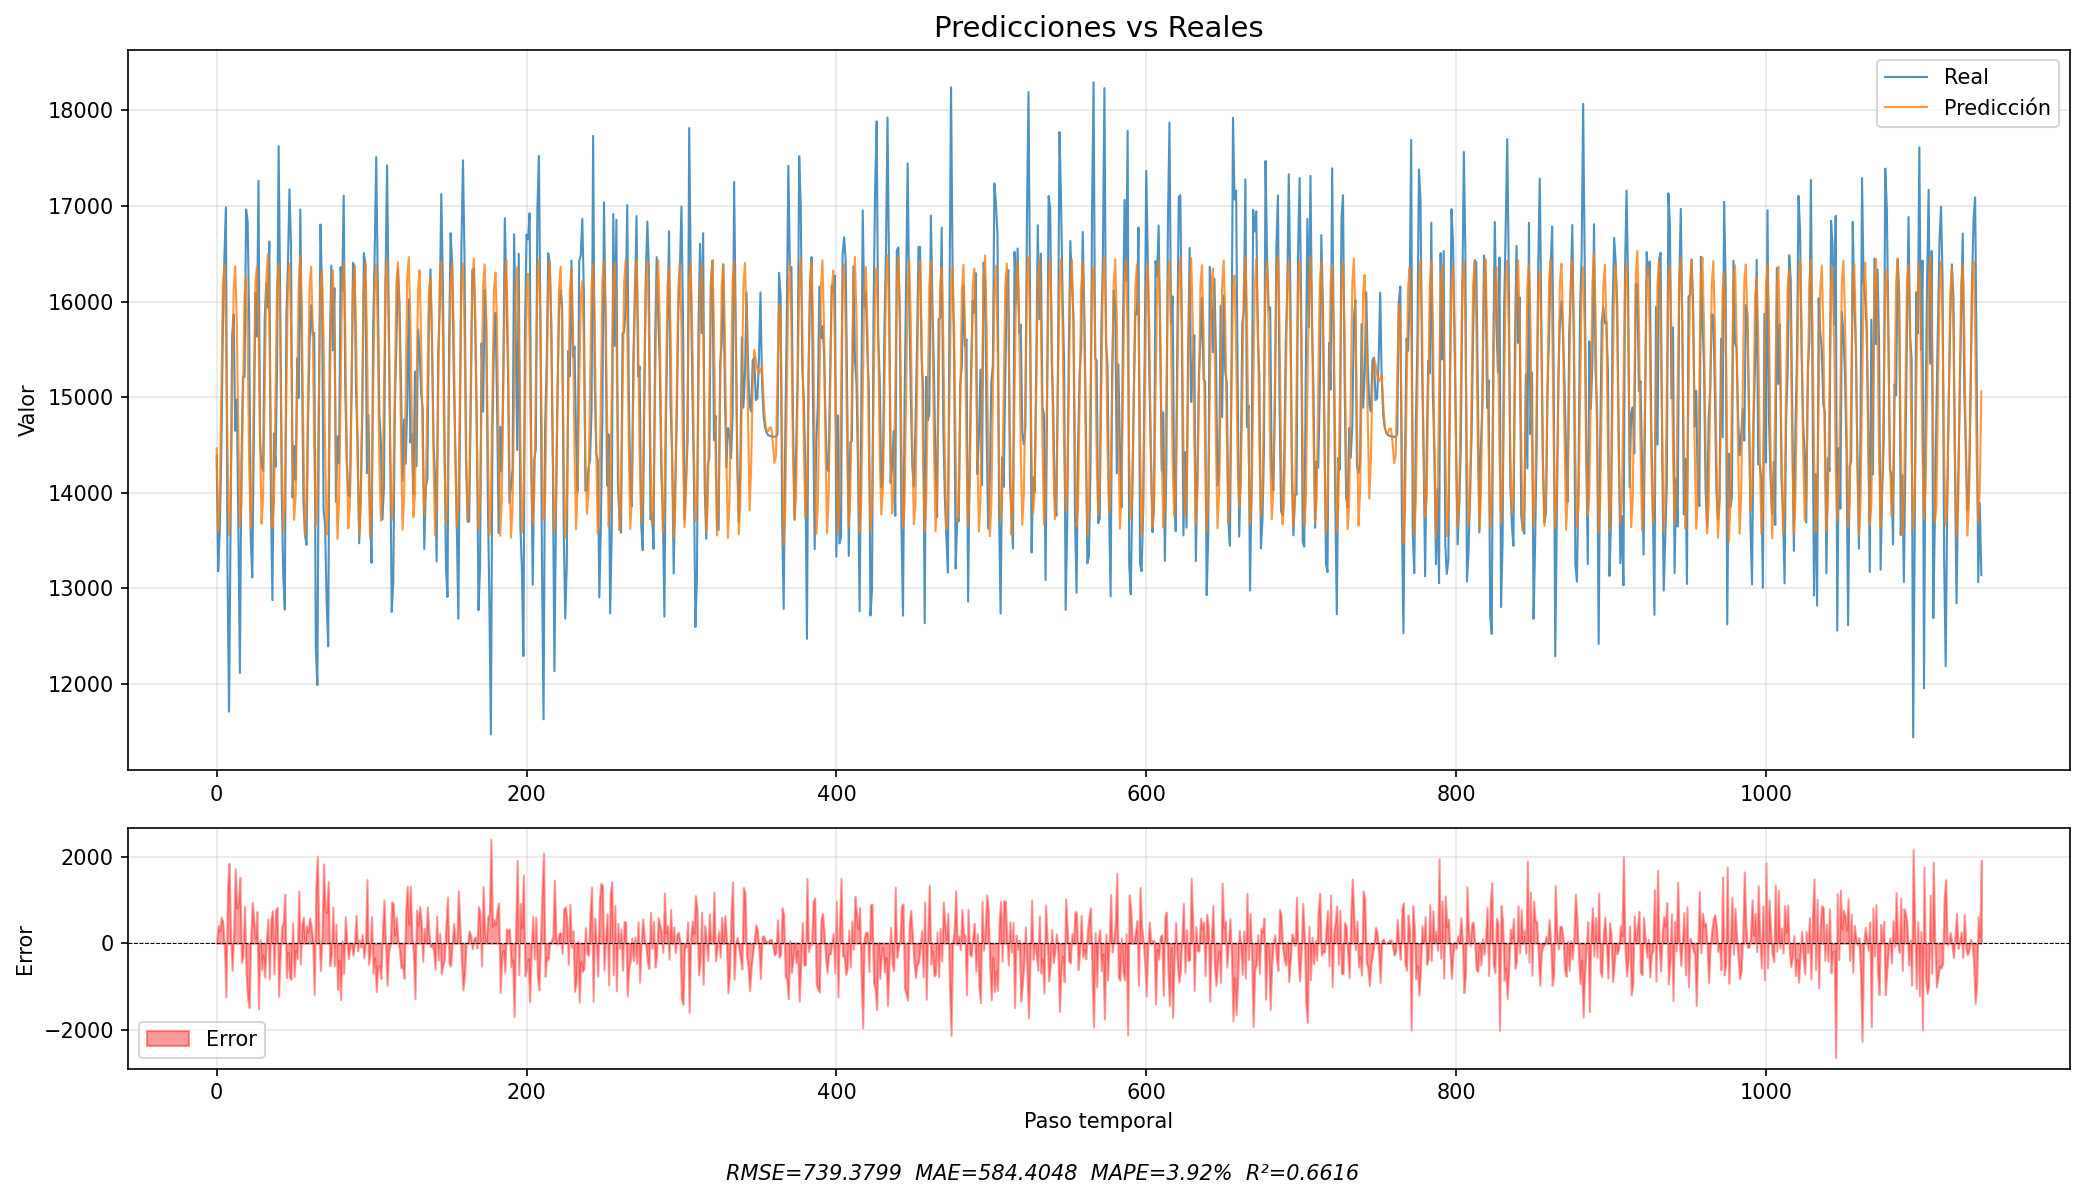 Predicciones vs Reales
Real
Predicción
Valor
18000
17000
16000
15000
14000
13000
12000
0 200 400 600 800 1000
Error
2000
0
−2000
Error
0 200 400 600 800 1000
Paso temporal
RMSE=739.3799 MAE=584.4048 MAPE=3.92% R²=0.6616